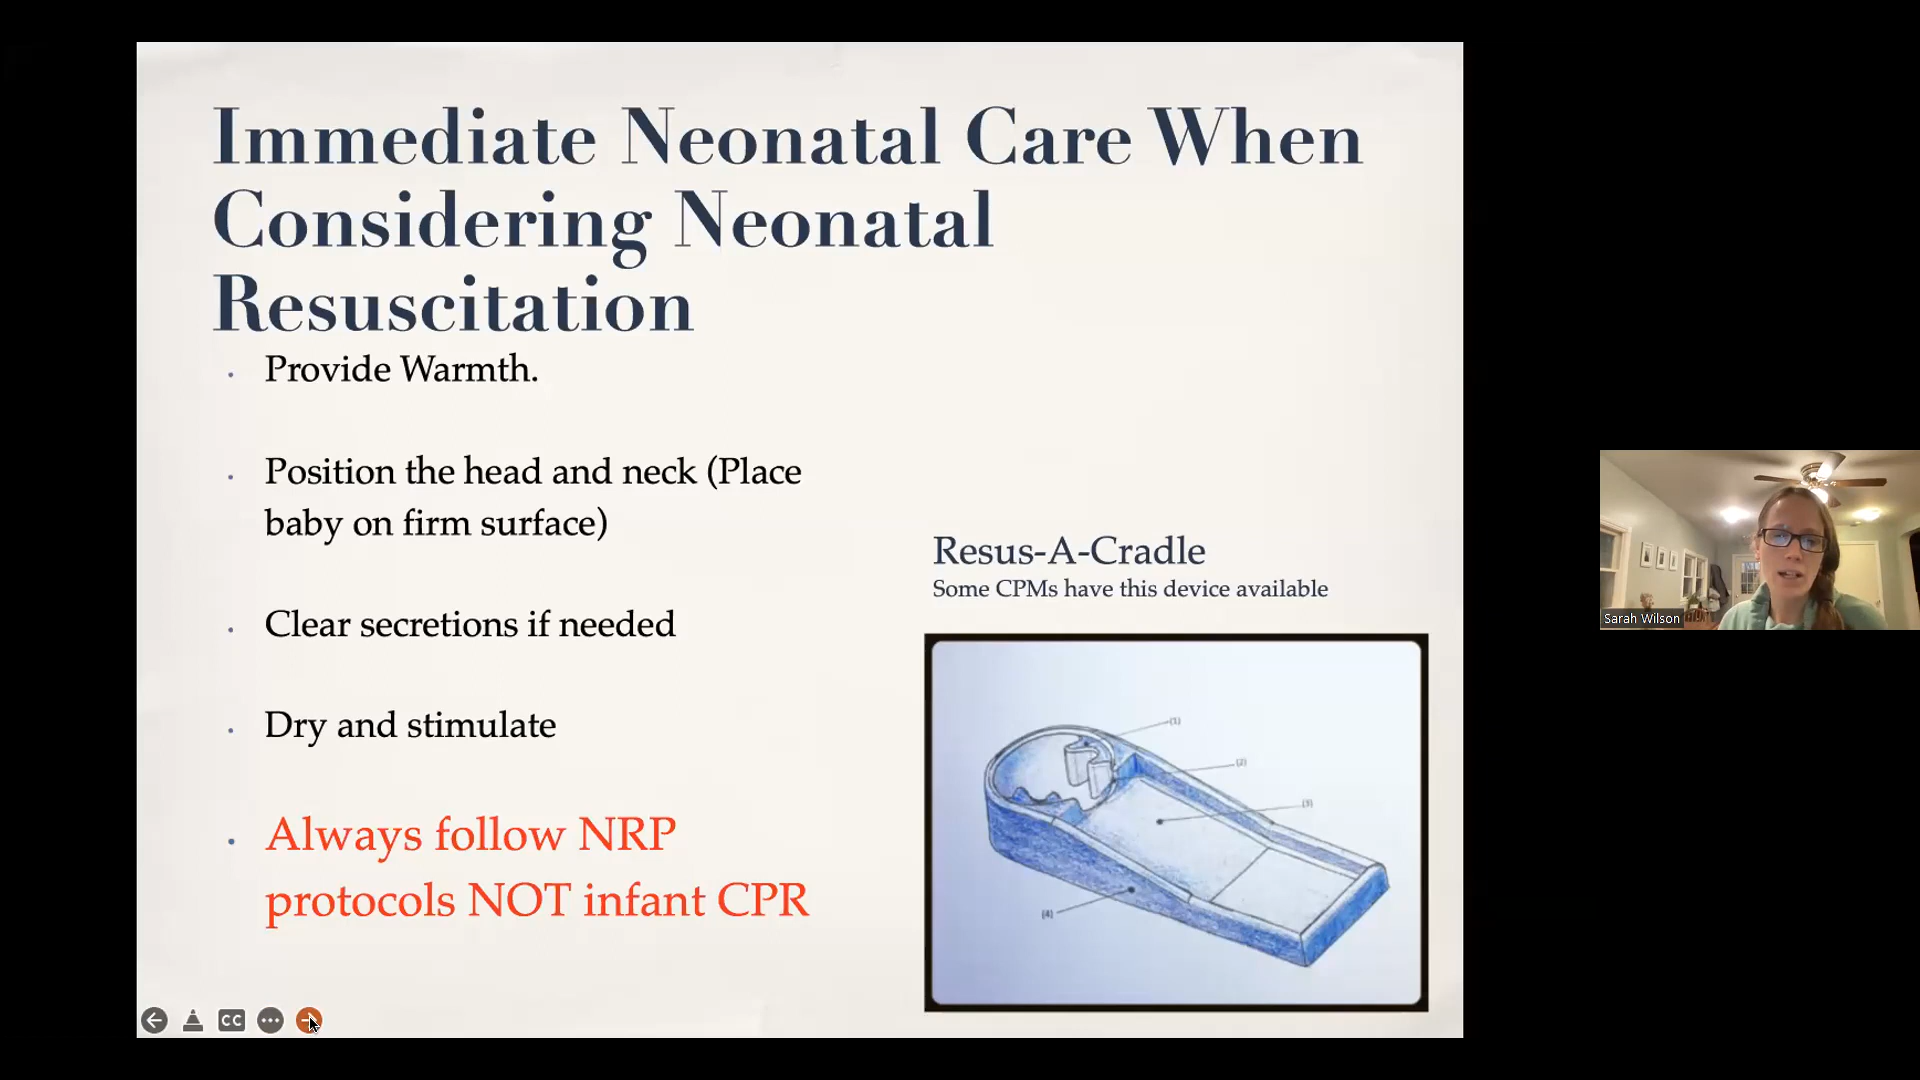 Immediate Neonatal Care When
Considering Neonatal
Resuscitation
• Provide Warmth.
• Position the head and neck (Place
baby on firm surface)
• Clear secretions if needed
• Dry and stimulate
• Always follow NRP
protocols NOT infant CPR
Resus-A-Cradle
Some CPMs have this device available
(1)
(2)
(3)
(4)
CC
Sarah Wilson